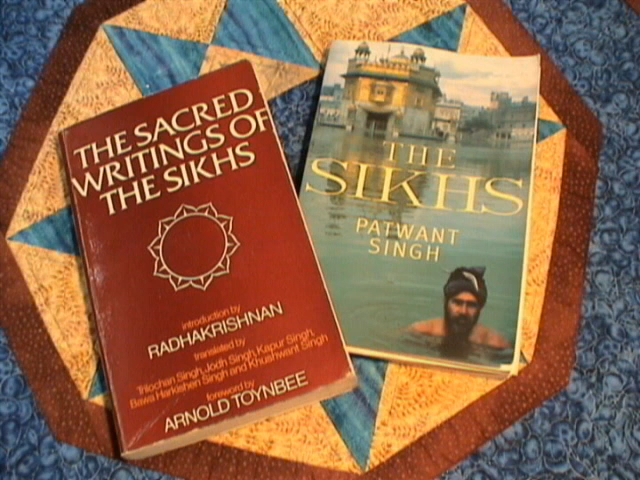 THE SACRED
WRITINGS OF
THE SIKHS
introduction by
RADHAKRISHNAN
translated by
Trilochan Singh, Jodh Singh, Kapur Singh,
Bawa Harkishen Singh and Khushwant Singh
foreword by
ARNOLD TOYNBEE
THE
SIKHS
PATWANT
SINGH